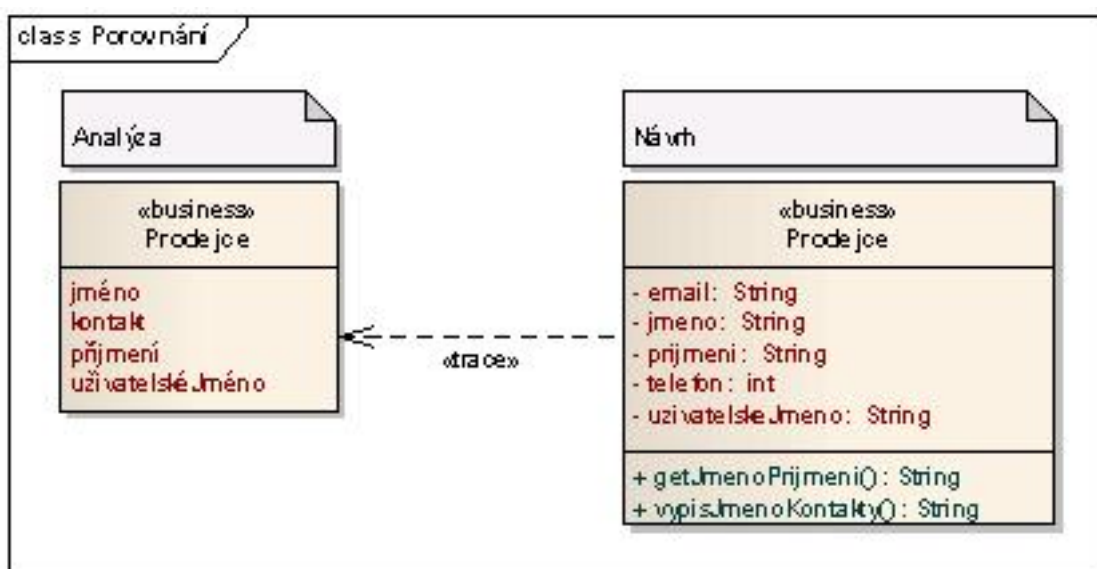 class Porovnání
Analýza
«business»
Prodejce
jméno
kontakt
příjmení
uživatelskéJméno
«trace»
Návrh
«business»
Prodejce
- email: String
- jmeno: String
- prijmeni: String
- telefon: int
- uzivatelskeJmeno: String
+ getJmenoPrijmeni(): String
+ vypisJmenoKontakty(): String